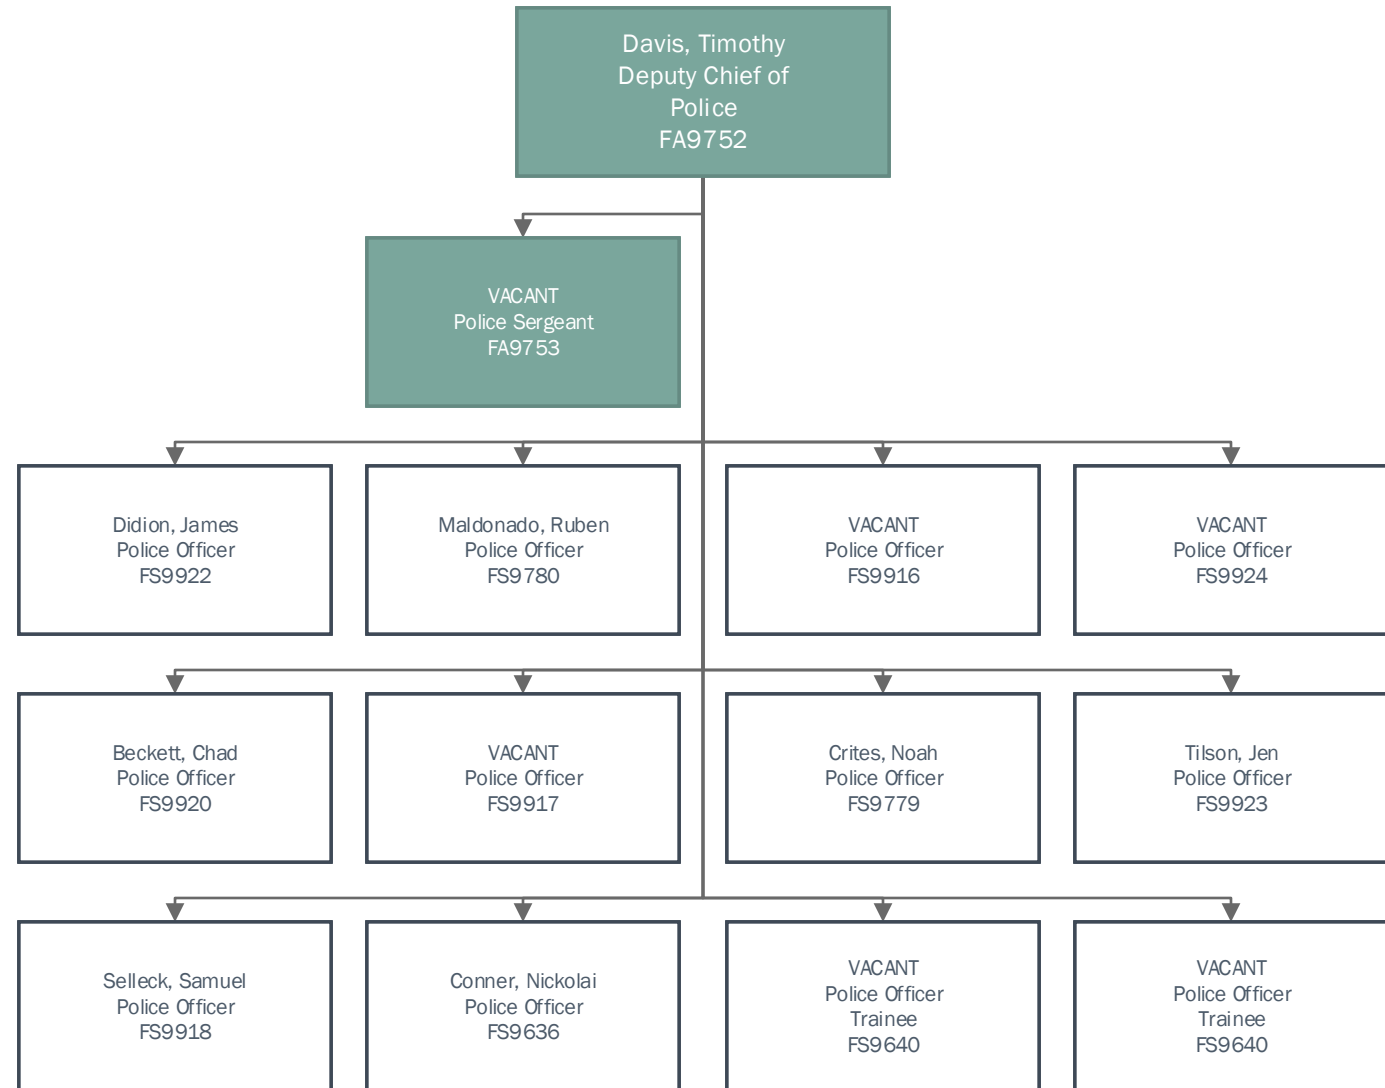 Davis, Timothy
Deputy Chief of
Police
FA9752
VACANT
Police Sergeant
FA9753
Didion, James
Police Officer
FS9922
Maldonado, Ruben
Police Officer
FS9780
VACANT
Police Officer
FS9916
VACANT
Police Officer
FS9924
Beckett, Chad
Police Officer
FS9920
VACANT
Police Officer
FS9917
Crites, Noah
Police Officer
FS9779
Tilson, Jen
Police Officer
FS9923
Selleck, Samuel
Police Officer
FS9918
Conner, Nickolai
Police Officer
FS9636
VACANT
Police Officer
Trainee
FS9640
VACANT
Police Officer
Trainee
FS9640